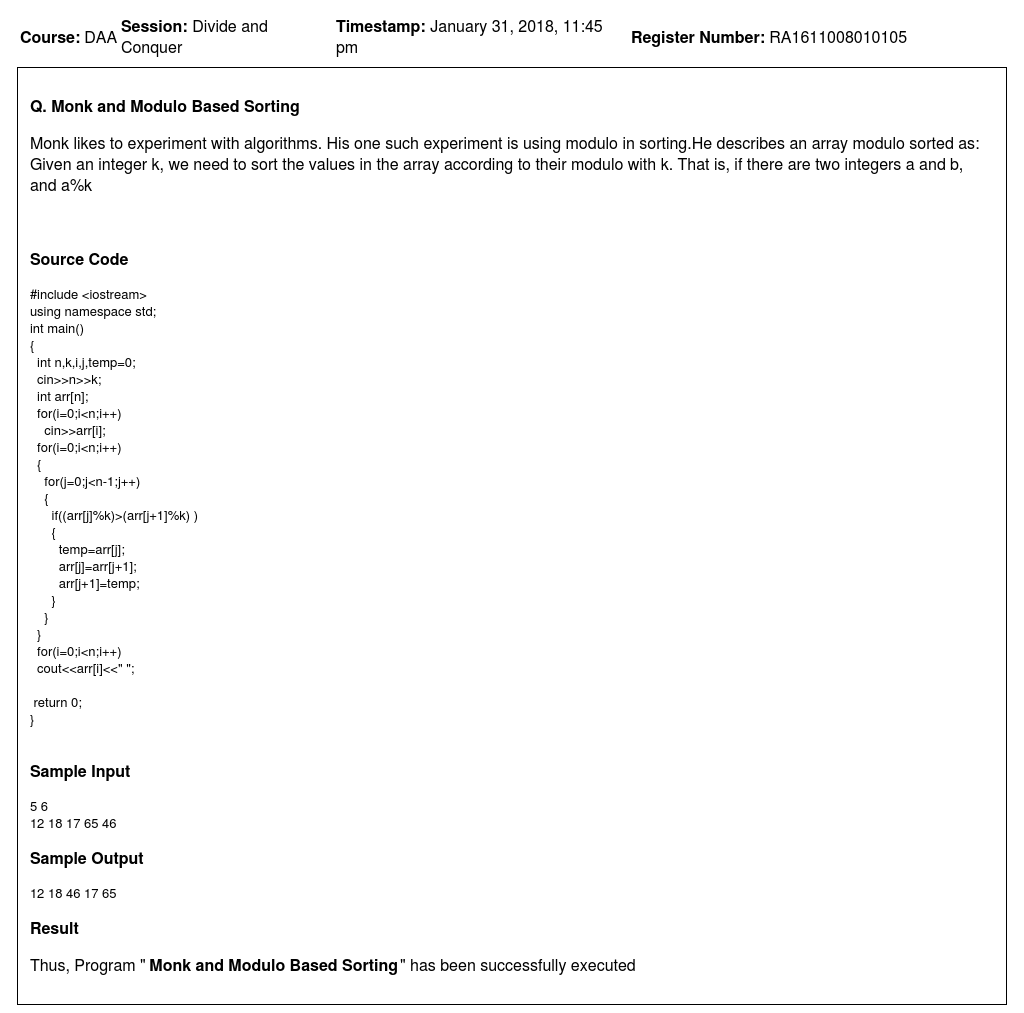 Course: DAA Session: Divide and Conquer Timestamp: January 31, 2018, 11:45 pm Register Number: RA1611008010105
Q. Monk and Modulo Based Sorting
Monk likes to experiment with algorithms. His one such experiment is using modulo in sorting.He describes an array modulo sorted as:
Given an integer k, we need to sort the values in the array according to their modulo with k. That is, if there are two integers a and b,
and a%k
Source Code
#include <iostream>
using namespace std;
int main()
{
  int n,k,i,j,temp=0;
  cin>>n>>k;
  int arr[n];
  for(i=0;i<n;i++)
    cin>>arr[i];
  for(i=0;i<n;i++)
  {
    for(j=0;j<n-1;j++)
    {
      if((arr[j]%k)>(arr[j+1]%k) )
      {
        temp=arr[j];
        arr[j]=arr[j+1];
        arr[j+1]=temp;
      }
    }
  }
  for(i=0;i<n;i++)
  cout<<arr[i]<<" ";
 return 0;
}
Sample Input
5 6
12 18 17 65 46
Sample Output
12 18 46 17 65
Result
Thus, Program " Monk and Modulo Based Sorting" has been successfully executed